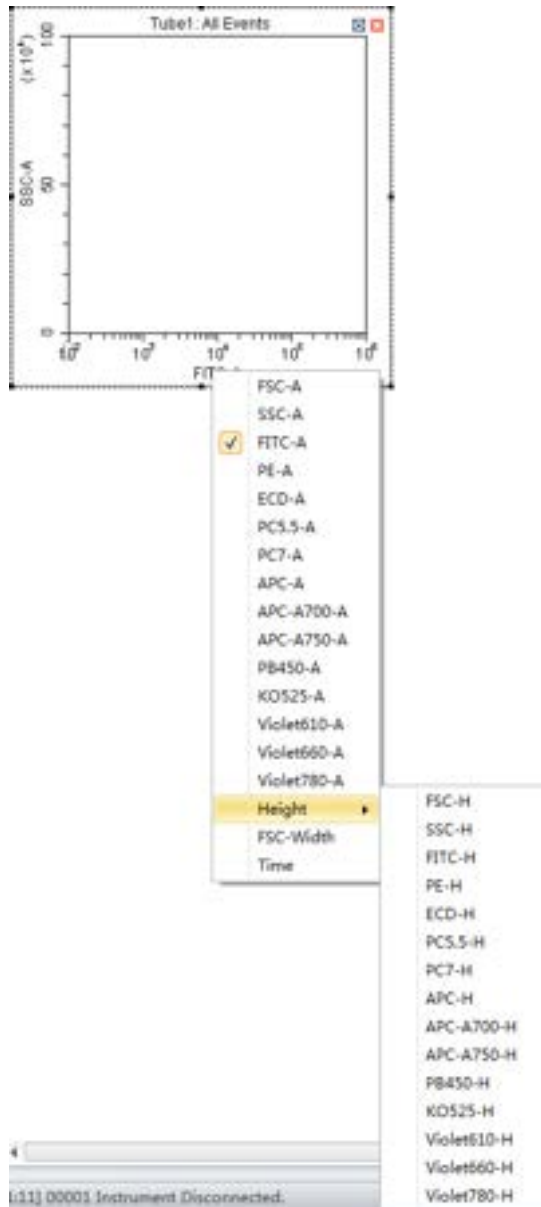 Tube1: All Events
(x 10⁴)
100
SSC-A
50
0
10² 10³ 10⁴ 10⁵ 10⁶
FSC-A
SSC-A
FITC-A
PE-A
ECD-A
PC5.5-A
PC7-A
APC-A
APC-A700-A
APC-A750-A
PB450-A
KO525-A
Violet610-A
Violet660-A
Violet780-A
Height
FSC-Width
Time
FSC-H
SSC-H
FITC-H
PE-H
ECD-H
PC5.5-H
PC7-H
APC-H
APC-A700-H
APC-A750-H
PB450-H
KO525-H
Violet610-H
Violet660-H
Violet780-H
:11] 00001 Instrument Disconnected.